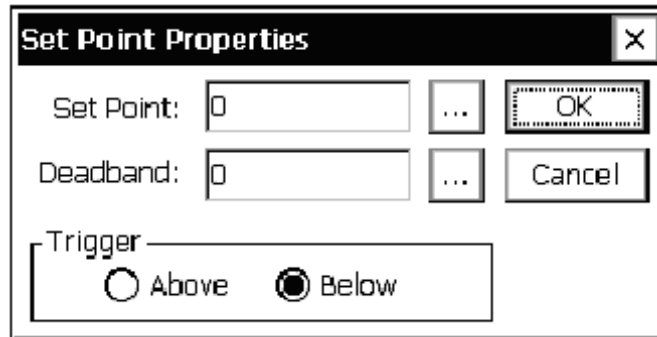 Set Point Properties
Set Point: 0 ... OK
Deadband: 0 ... Cancel
Trigger
Above Below